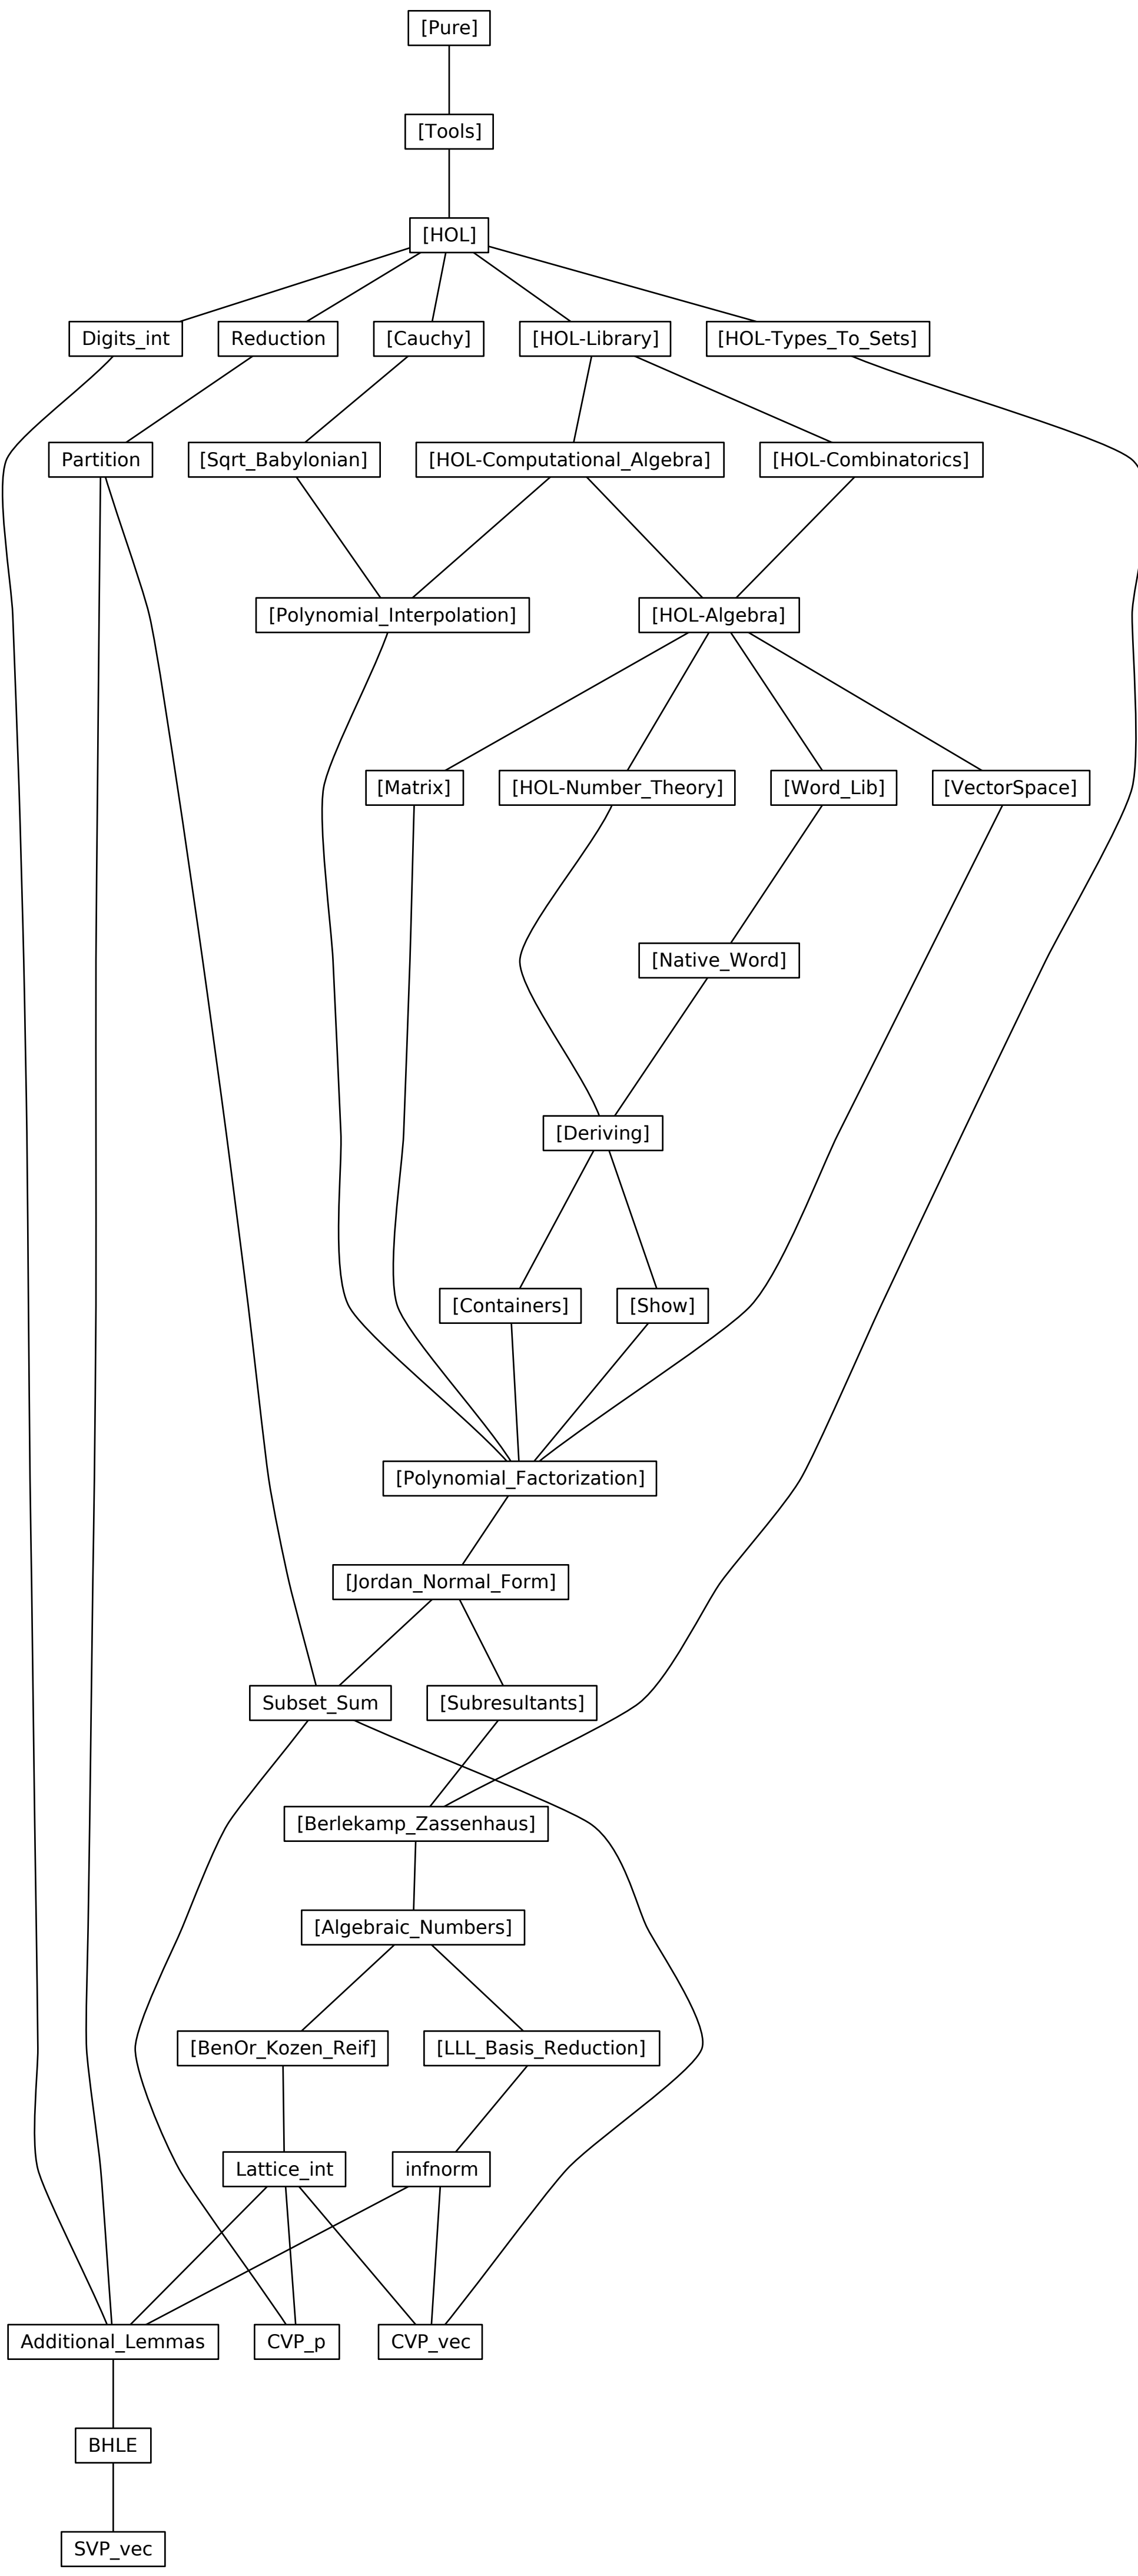 [Pure]
[Tools]
[HOL]
Digits_int
Reduction
[Cauchy]
[HOL-Library]
[HOL-Types_To_Sets]
Partition
[Sqrt_Babylonian]
[HOL-Computational_Algebra]
[HOL-Combinatorics]
[Polynomial_Interpolation]
[HOL-Algebra]
[Matrix]
[HOL-Number_Theory]
[Word_Lib]
[VectorSpace]
[Native_Word]
[Deriving]
[Containers]
[Show]
[Polynomial_Factorization]
[Jordan_Normal_Form]
Subset_Sum
[Subresultants]
[Berlekamp_Zassenhaus]
[Algebraic_Numbers]
[BenOr_Kozen_Reif]
[LLL_Basis_Reduction]
Lattice_int
infnorm
Additional_Lemmas
CVP_p
CVP_vec
BHLE
SVP_vec